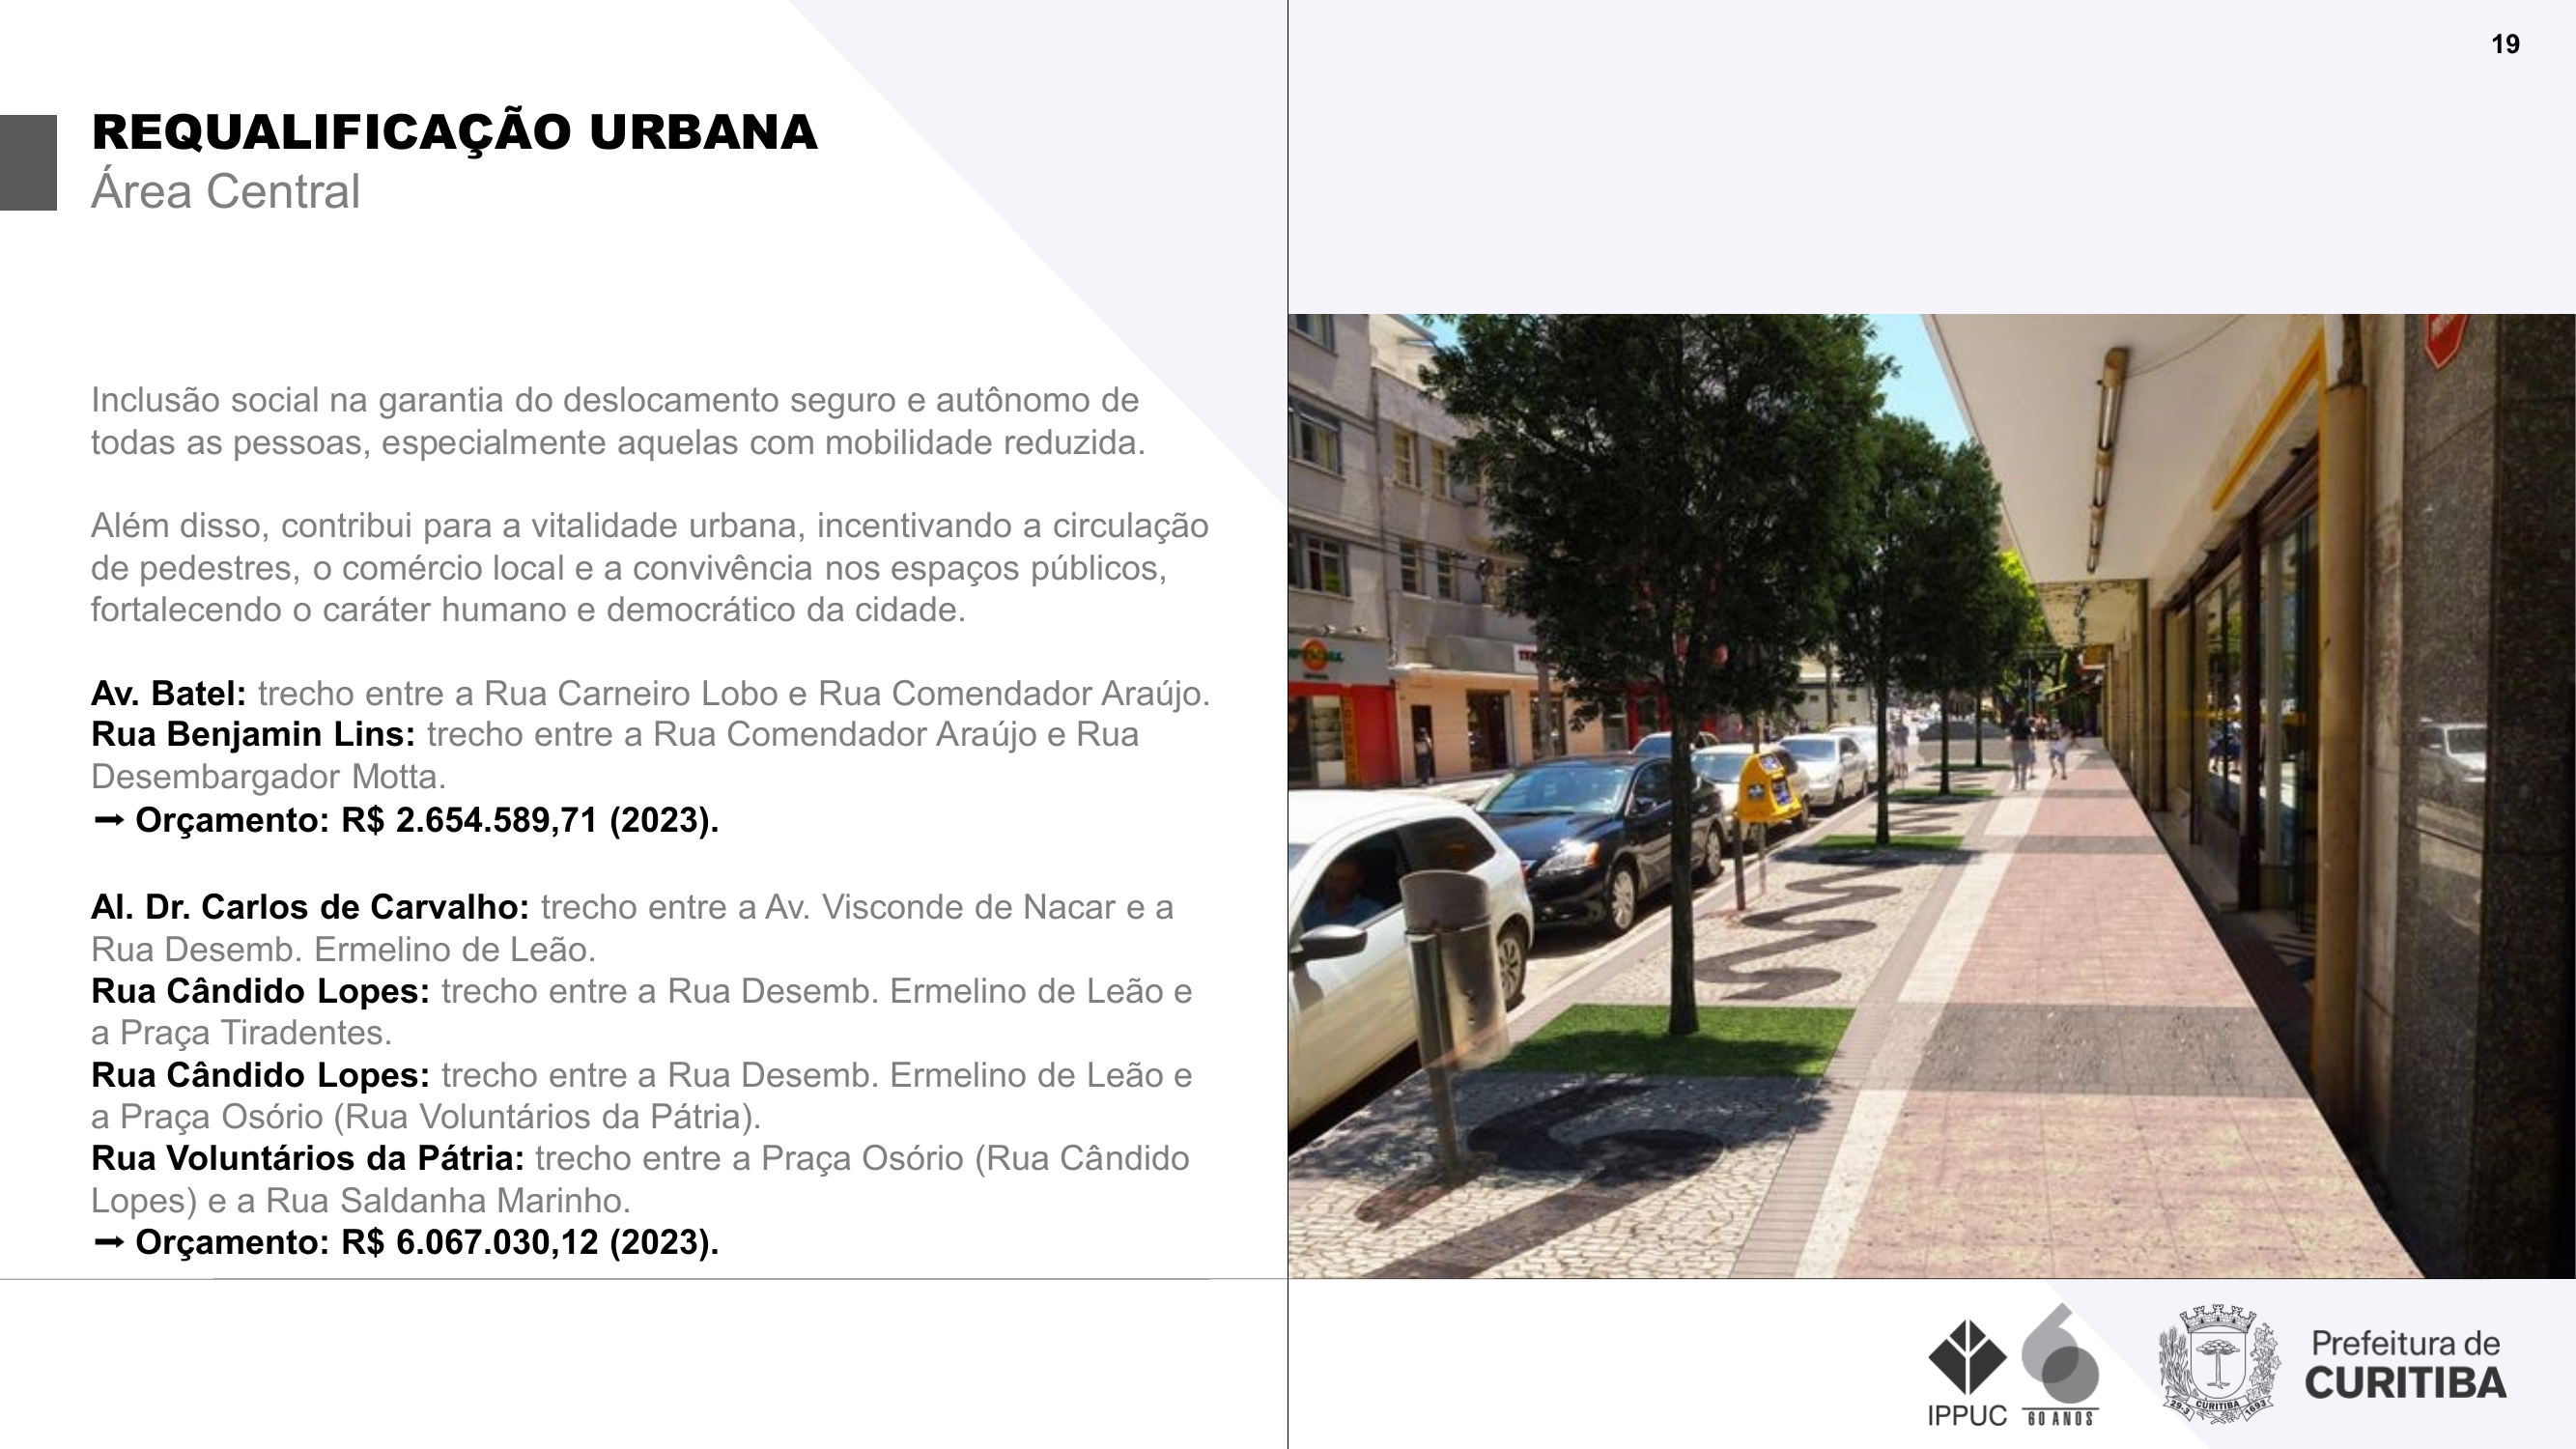 19
REQUALIFICAÇÃO URBANA
Área Central
Inclusão social na garantia do deslocamento seguro e autônomo de
todas as pessoas, especialmente aquelas com mobilidade reduzida.
Além disso, contribui para a vitalidade urbana, incentivando a circulação
de pedestres, o comércio local e a convivência nos espaços públicos,
fortalecendo o caráter humano e democrático da cidade.
Av. Batel: trecho entre a Rua Carneiro Lobo e Rua Comendador Araújo.
Rua Benjamin Lins: trecho entre a Rua Comendador Araújo e Rua
Desembargador Motta.
➞ Orçamento: R$ 2.654.589,71 (2023).
Al. Dr. Carlos de Carvalho: trecho entre a Av. Visconde de Nacar e a
Rua Desemb. Ermelino de Leão.
Rua Cândido Lopes: trecho entre a Rua Desemb. Ermelino de Leão e
a Praça Tiradentes.
Rua Cândido Lopes: trecho entre a Rua Desemb. Ermelino de Leão e
a Praça Osório (Rua Voluntários da Pátria).
Rua Voluntários da Pátria: trecho entre a Praça Osório (Rua Cândido
Lopes) e a Rua Saldanha Marinho.
➞ Orçamento: R$ 6.067.030,12 (2023).
IPPUC
60 ANOS
29-3 CURITIBA 1693
Prefeitura de
CURITIBA